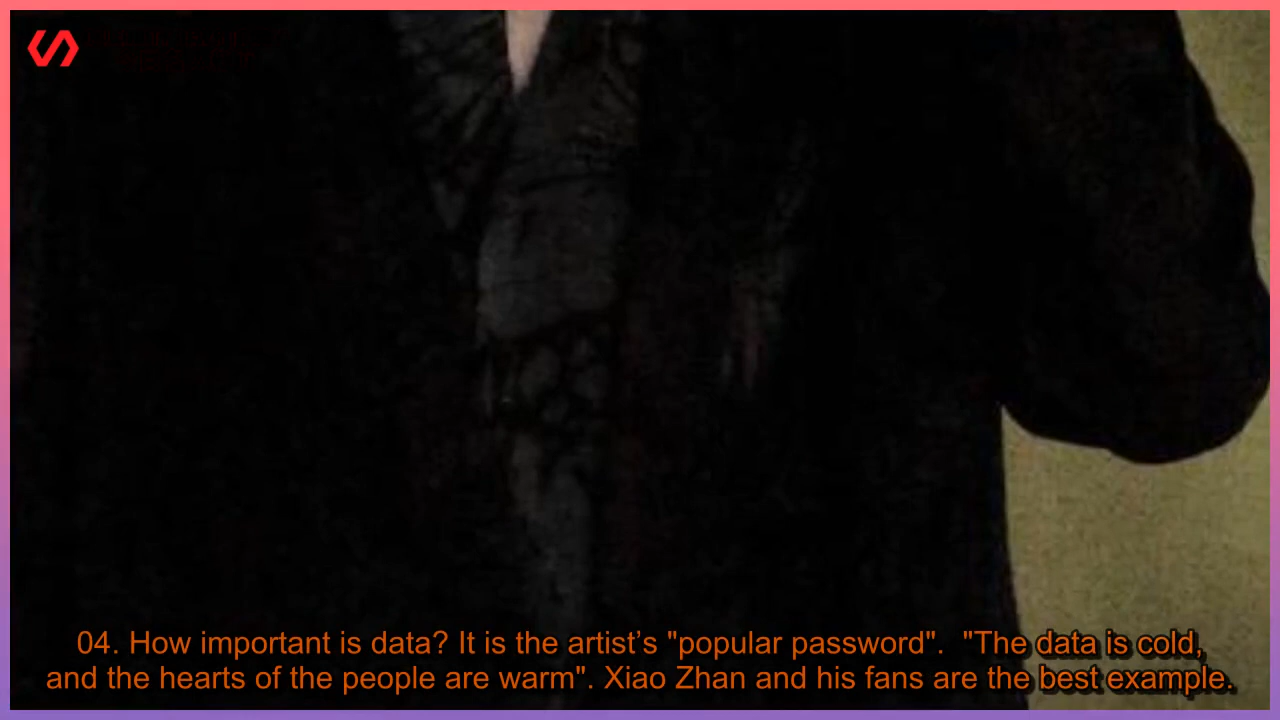 04. How important is data? It is the artist’s "popular password".  "The data is cold,
and the hearts of the people are warm". Xiao Zhan and his fans are the best example.